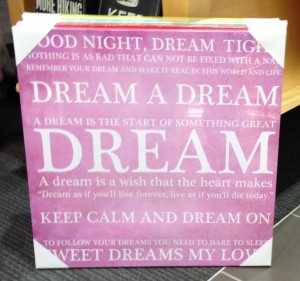 OOD NIGHT, DREAM TIGH
NOTHING IS AS BAD THAT CAN NOT BE FIXED WITH A NA
REMEMBER YOUR DREAM AND MAKE IT REAL IN THIS WORLD AND LIFE
DREAM A DREAM
A DREAM IS THE START OF SOMETHING GREAT
DREAM
A dream is a wish that the heart makes
"Dream as if you'll live forever, live as if you'll die today."
KEEP CALM AND DREAM ON
TO FOLLOW YOUR DREAMS YOU NEED TO DARE TO SLEEP
WEET DREAMS MY LOV